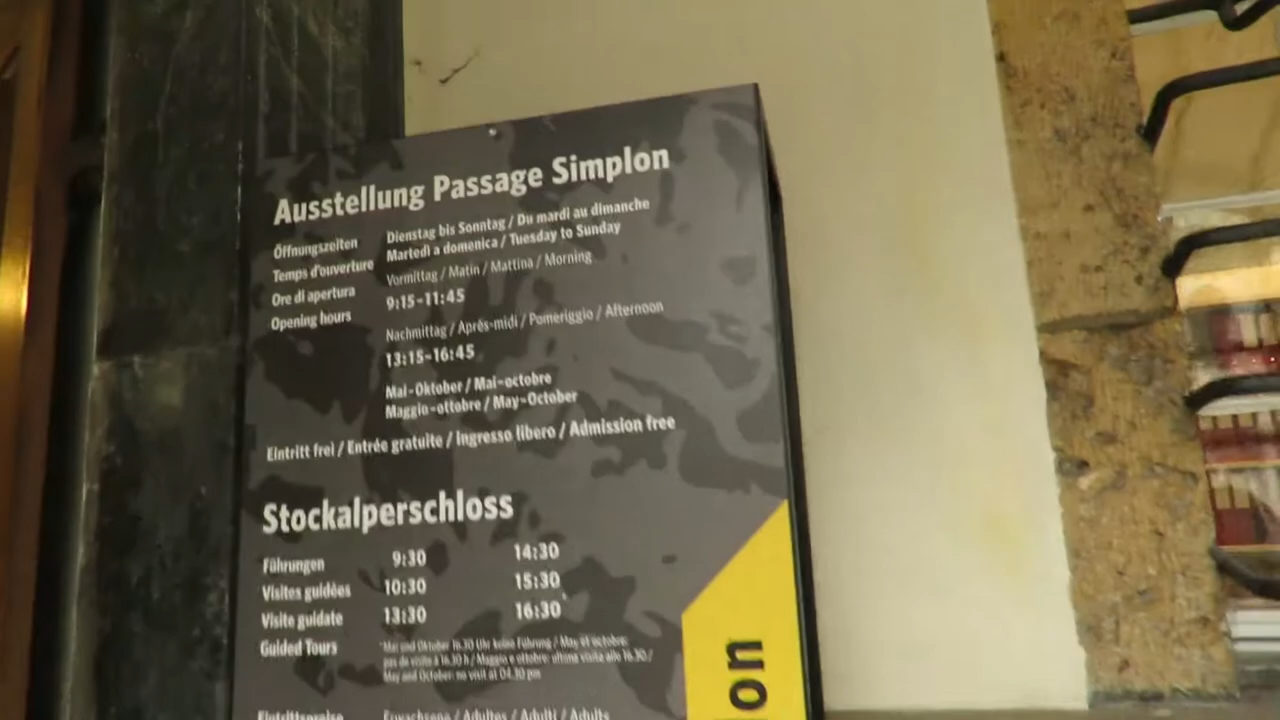 Ausstellung Passage Simplon
Öffnungszeiten
Temps d'ouverture
Ore di apertura
Opening hours
Dienstag bis Sonntag / Du mardi au dimanche
Martedì a domenica / Tuesday to Sunday
Vormittag / Matin / Mattina / Morning
9:15-11:45
Nachmittag / Après-midi / Pomeriggio / Afternoon
13:15-16:45
Mai-Oktober / Mai-octobre
Maggio-ottobre / May-October
Eintritt frei / Entrée gratuite / Ingresso libero / Admission free
Stockalperschloss
Führungen 9:30 14:30
Visites guidées 10:30 15:30
Visite guidate 13:30 16:30
Guided Tours
*Mai und Oktober 16.30 Uhr keine Führung / May et octobre:
pas de visite à 16.30 h / Maggio e ottobre: ultima visita alle 16.30 /
May and October: no visit at 04.30 pm
Eintrittspreise Erwachsene / Adultes / Adulti / Adults
lon